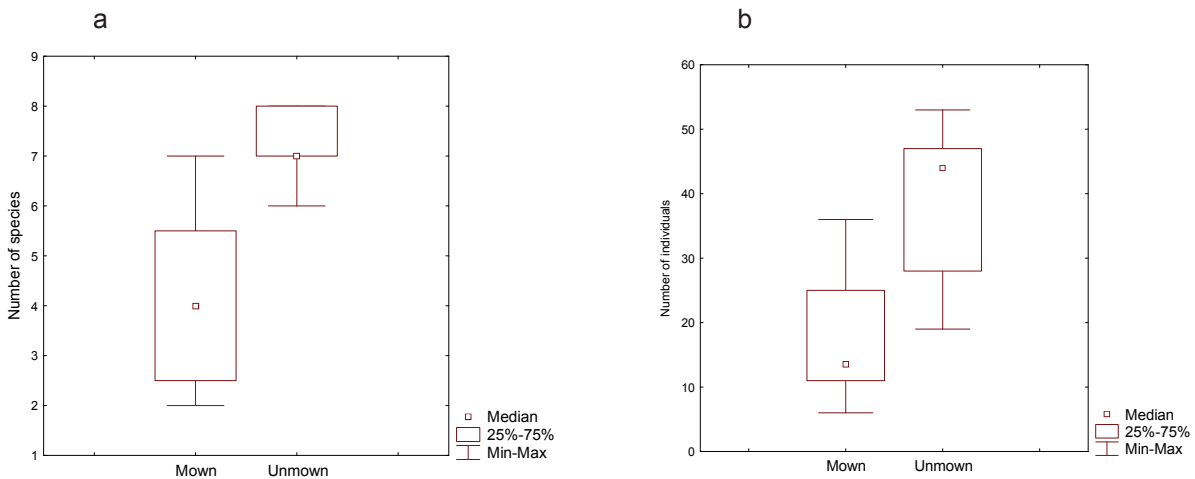 a
Number of species
9
8
7
6
5
4
3
2
1
Mown
Unmown
Median
25%-75%
Min-Max
b
Number of individuals
60
50
40
30
20
10
0
Mown
Unmown
Median
25%-75%
Min-Max